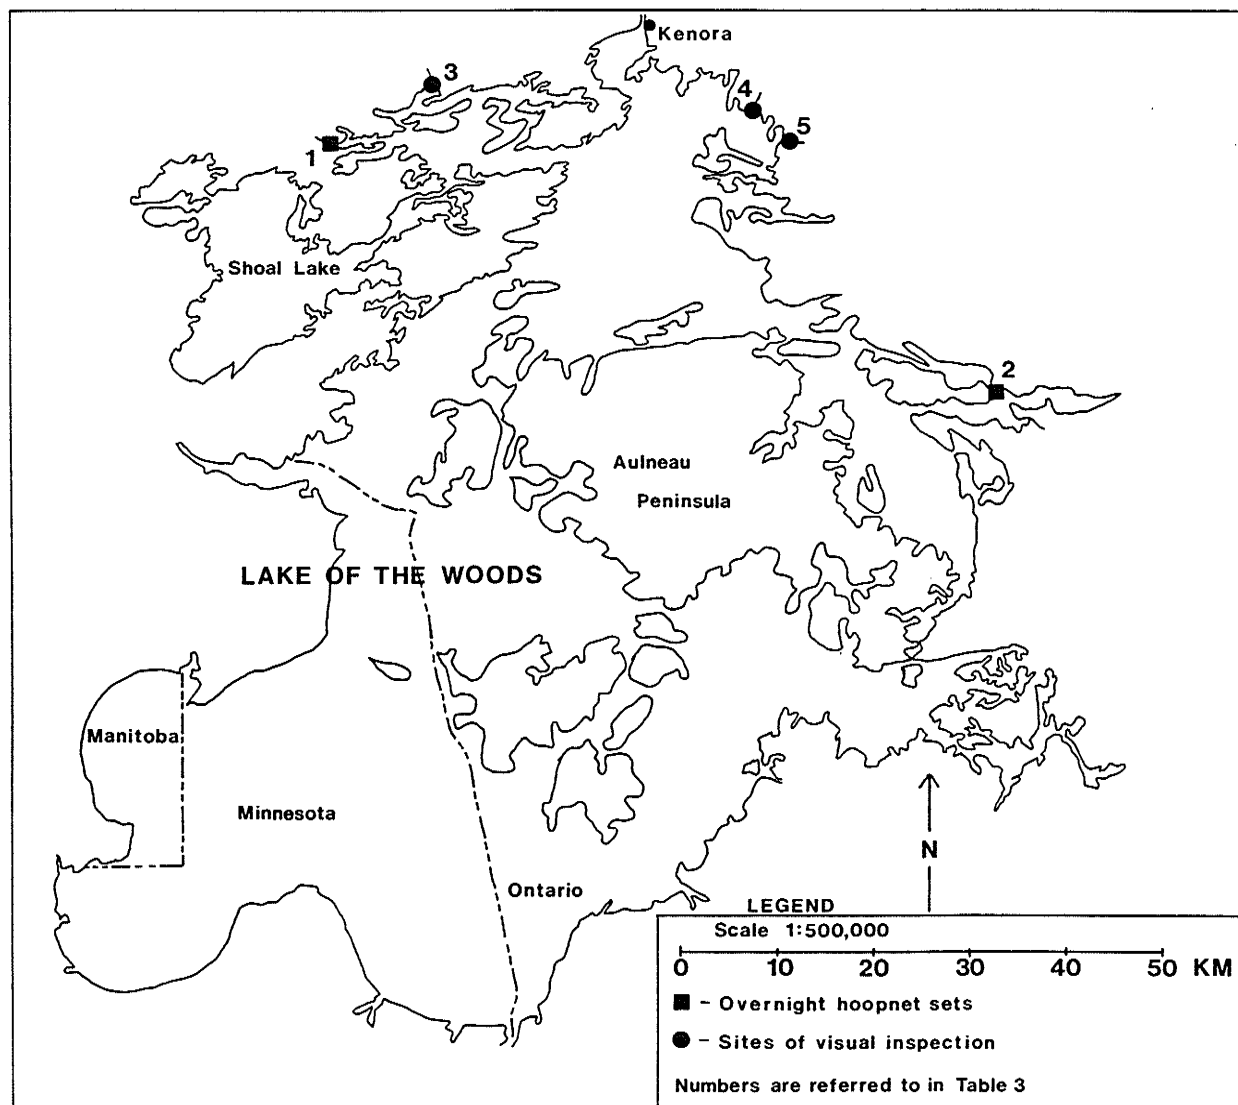 Kenora
3
4
5
1
Shoal Lake
2
Aulneau
Peninsula
LAKE OF THE WOODS
Manitoba
Minnesota
Ontario
N
LEGEND
Scale 1:500,000
0 10 20 30 40 50 KM
- Overnight hoopnet sets
- Sites of visual inspection
Numbers are referred to in Table 3